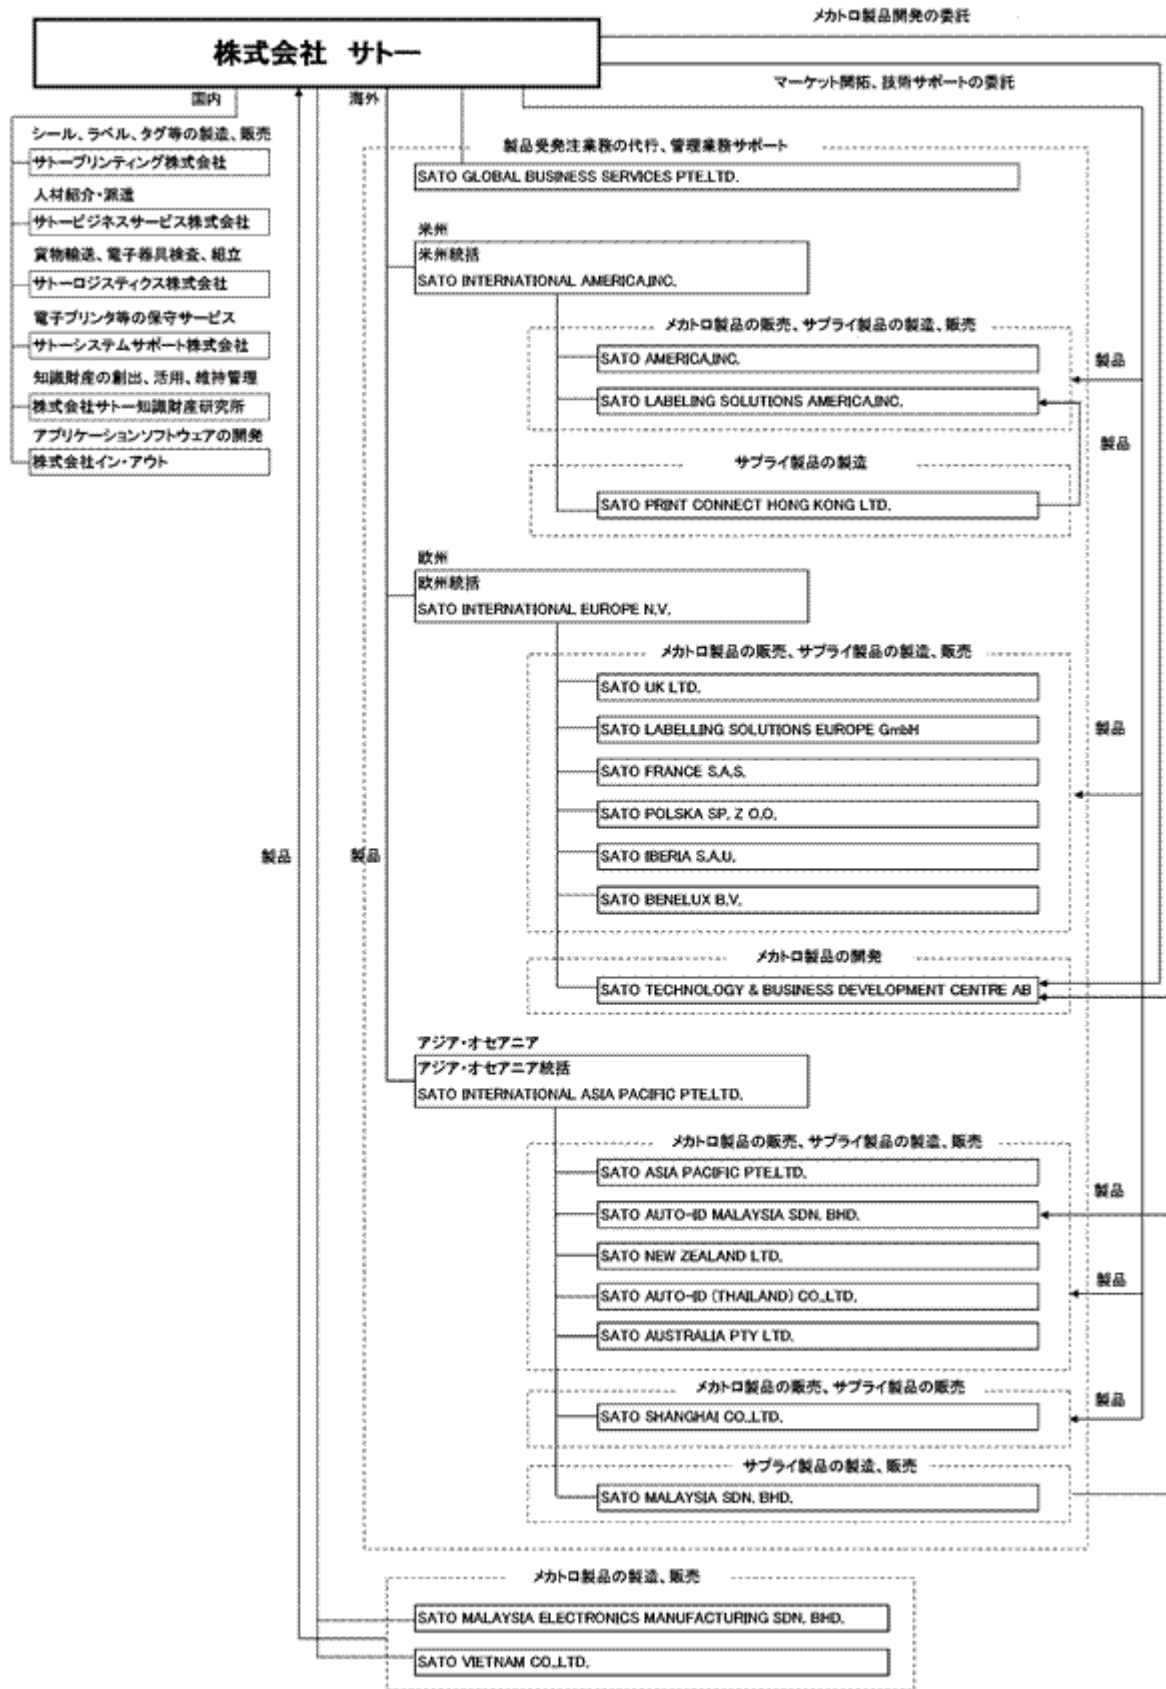 メカトロ製品開発の委託
株式会社 サトー
マーケット開拓、技術サポートの委託
国内
海外
シール、ラベル、タグ等の製造、販売
サトープリンティング株式会社
人材紹介・派遣
サトービジネスサービス株式会社
貨物輸送、電子器具検査、組立
サトーロジスティクス株式会社
電子プリンタ等の保守サービス
サトーシステムサポート株式会社
知識財産の創出、活用、維持管理
株式会社サトー知識財産研究所
アプリケーションソフトウェアの開発
株式会社イン・アウト
製品受発注業務の代行、管理業務サポート
SATO GLOBAL BUSINESS SERVICES PTE.LTD.
米州
米州統括
SATO INTERNATIONAL AMERICA,INC.
メカトロ製品の販売、サプライ製品の製造、販売
SATO AMERICA,INC.
製品
SATO LABELING SOLUTIONS AMERICA,INC.
製品
サプライ製品の製造
SATO PRINT CONNECT HONG KONG LTD.
欧州
欧州統括
SATO INTERNATIONAL EUROPE N.V.
メカトロ製品の販売、サプライ製品の製造、販売
SATO UK LTD.
SATO LABELLING SOLUTIONS EUROPE GmbH
製品
SATO FRANCE S.A.S.
SATO POLSKA SP. Z O.O.
SATO IBERIA S.A.U.
製品
製品
SATO BENELUX B.V.
メカトロ製品の開発
SATO TECHNOLOGY & BUSINESS DEVELOPMENT CENTRE AB
アジア・オセアニア
アジア・オセアニア統括
SATO INTERNATIONAL ASIA PACIFIC PTE.LTD.
メカトロ製品の販売、サプライ製品の製造、販売
SATO ASIA PACIFIC PTE.LTD.
製品
SATO AUTO-ID MALAYSIA SDN. BHD.
SATO NEW ZEALAND LTD.
製品
SATO AUTO-ID (THAILAND) CO.,LTD.
SATO AUSTRALIA PTY LTD.
メカトロ製品の販売、サプライ製品の販売
製品
SATO SHANGHAI CO.,LTD.
サプライ製品の製造、販売
SATO MALAYSIA SDN. BHD.
メカトロ製品の製造、販売
SATO MALAYSIA ELECTRONICS MANUFACTURING SDN. BHD.
SATO VIETNAM CO.,LTD.